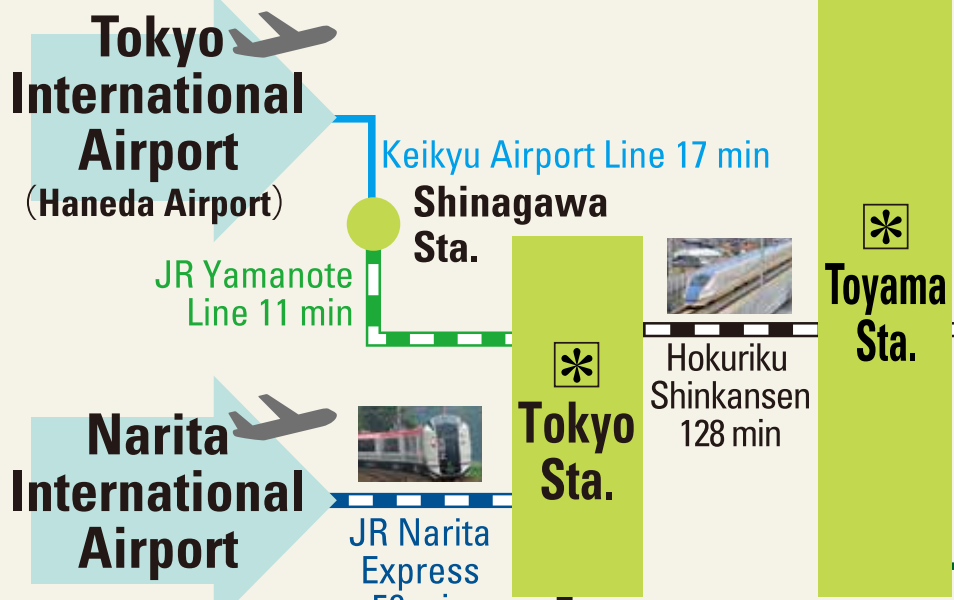 Tokyo
International
Airport
（Haneda Airport）
Keikyu Airport Line 17 min
Shinagawa
Sta.
JR Yamanote
Line 11 min
Narita
International
Airport
JR Narita
Express
Tokyo
Sta.
Hokuriku
Shinkansen
128 min
Toyama
Sta.